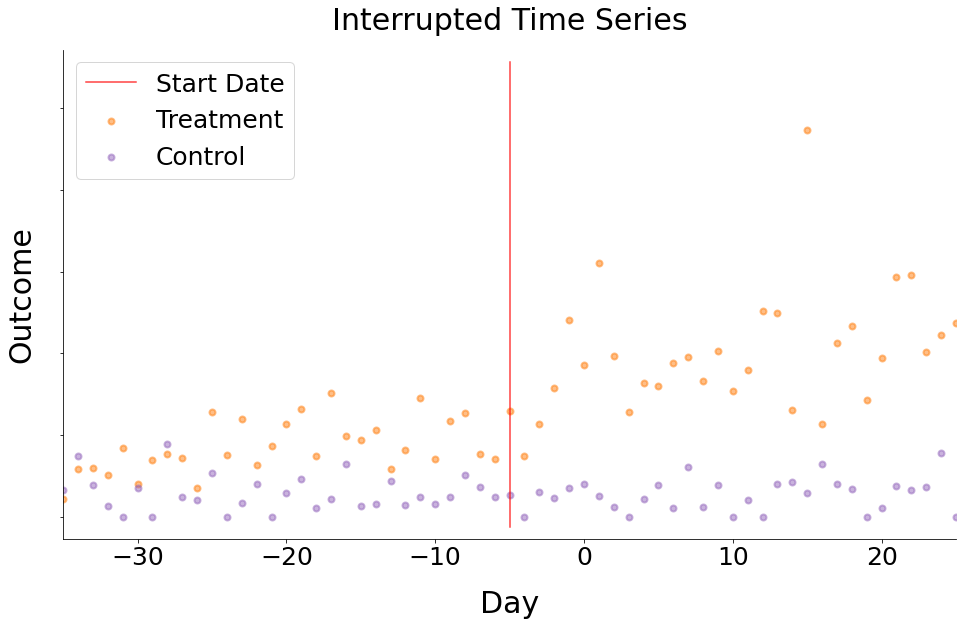 Interrupted Time Series
Start Date
Treatment
Control
Outcome
−30 −20 −10 0 10 20
Day